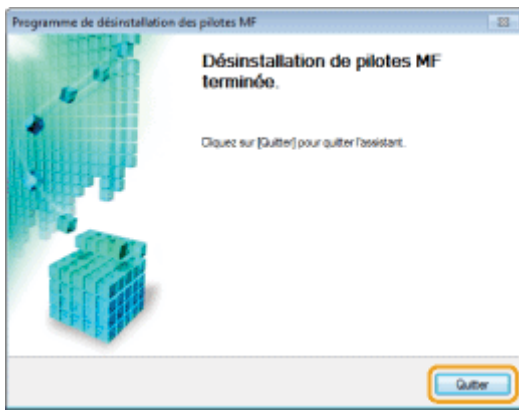 Programme de désinstallation des pilotes MF
Désinstallation de pilotes MF
terminée.
Cliquez sur [Quitter] pour quitter l'assistant.
Quitter